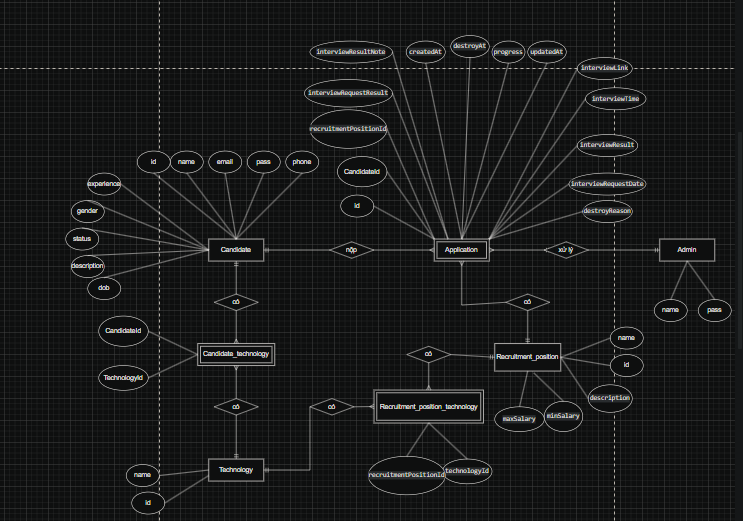 interviewResultNote
createdAt
destroyAt
progress
updatedAt
interviewLink
interviewRequestResult
interviewTime
recruitmentPositionId
interviewResult
id
name
email
pass
phone
CandidateId
interviewRequestDate
experience
gender
id
destroyReason
status
Candidate
nộp
Application
xử lý
Admin
description
dob
có
có
name
pass
CandidateId
name
Candidate_technology
có
Recruitment_position
id
TechnologyId
description
có
có
Recruitment_position_technology
maxSalary
minSalary
name
Technology
recruitmentPositionId
technologyId
id